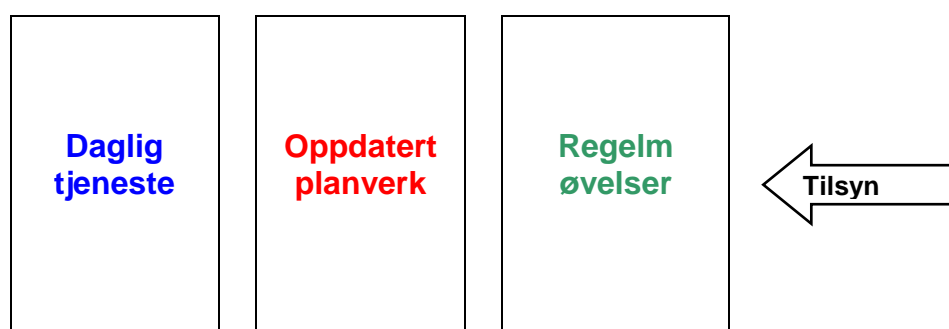 Daglig
tjeneste
Oppdatert
planverk
Regelm
øvelser
Tilsyn